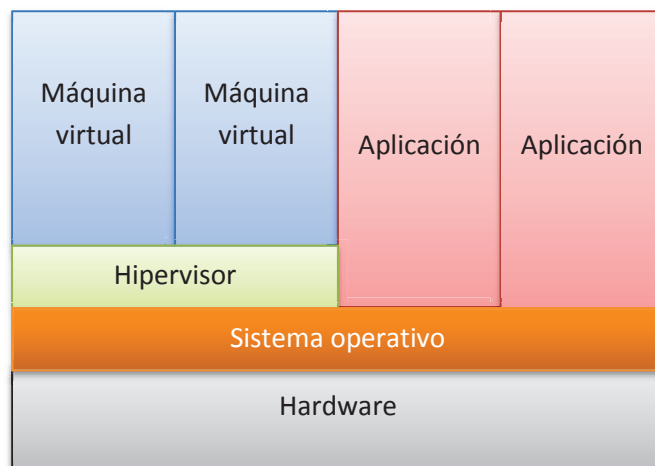 Máquina
virtual
Máquina
virtual
Aplicación
Aplicación
Hipervisor
Sistema operativo
Hardware